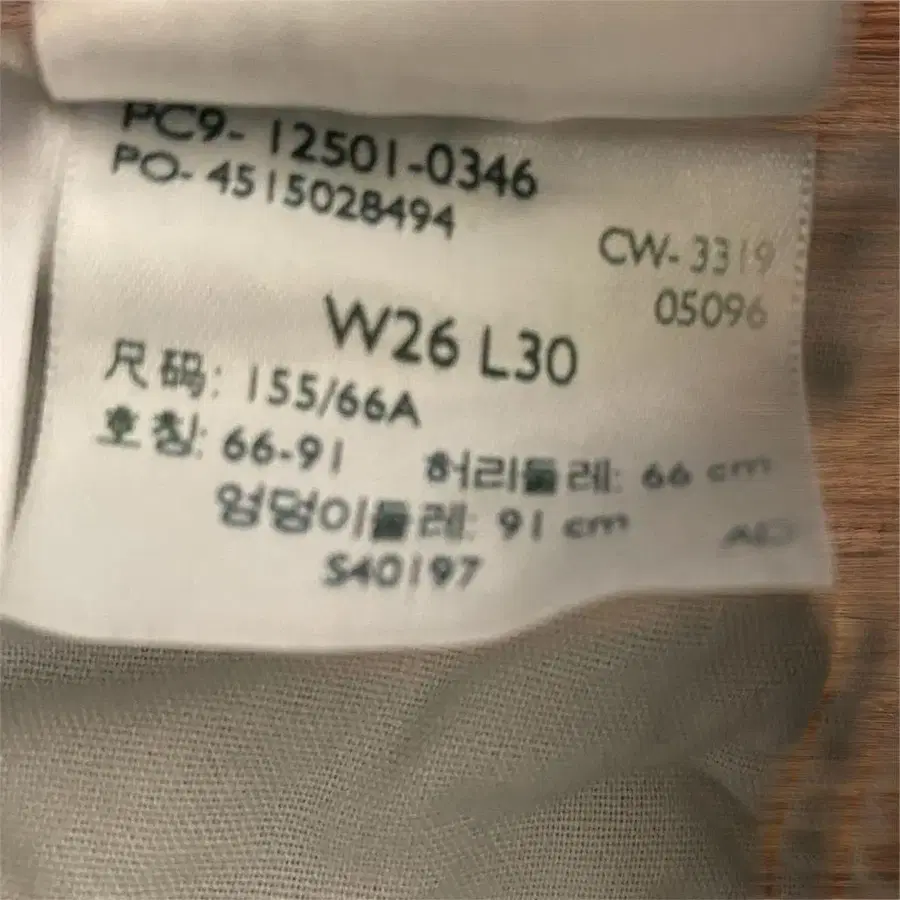 PC9- 12501-0346
PO- 4515028494
CW- 3319
05096
W26 L30
尺码: 155/66A
호칭: 66-91 허리둘레: 66 cm
엉덩이둘레: 91 cm
S40197